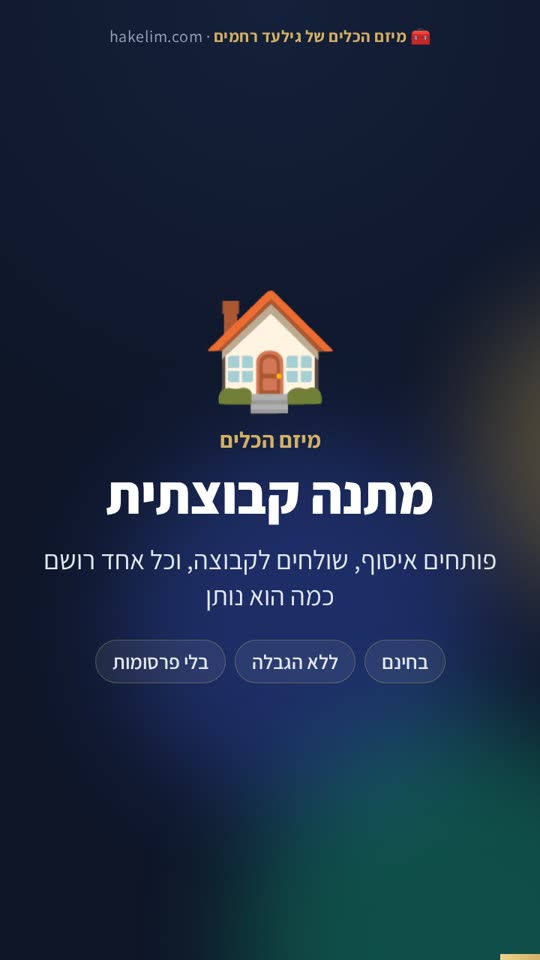 🧰 מיזם הכלים של גילעד רחמים · hakelim.com
מיזם הכלים
מתנה קבוצתית
פותחים איסוף, שולחים לקבוצה, וכל אחד רושם
כמה הוא נותן
בחינם
ללא הגבלה
בלי פרסומות